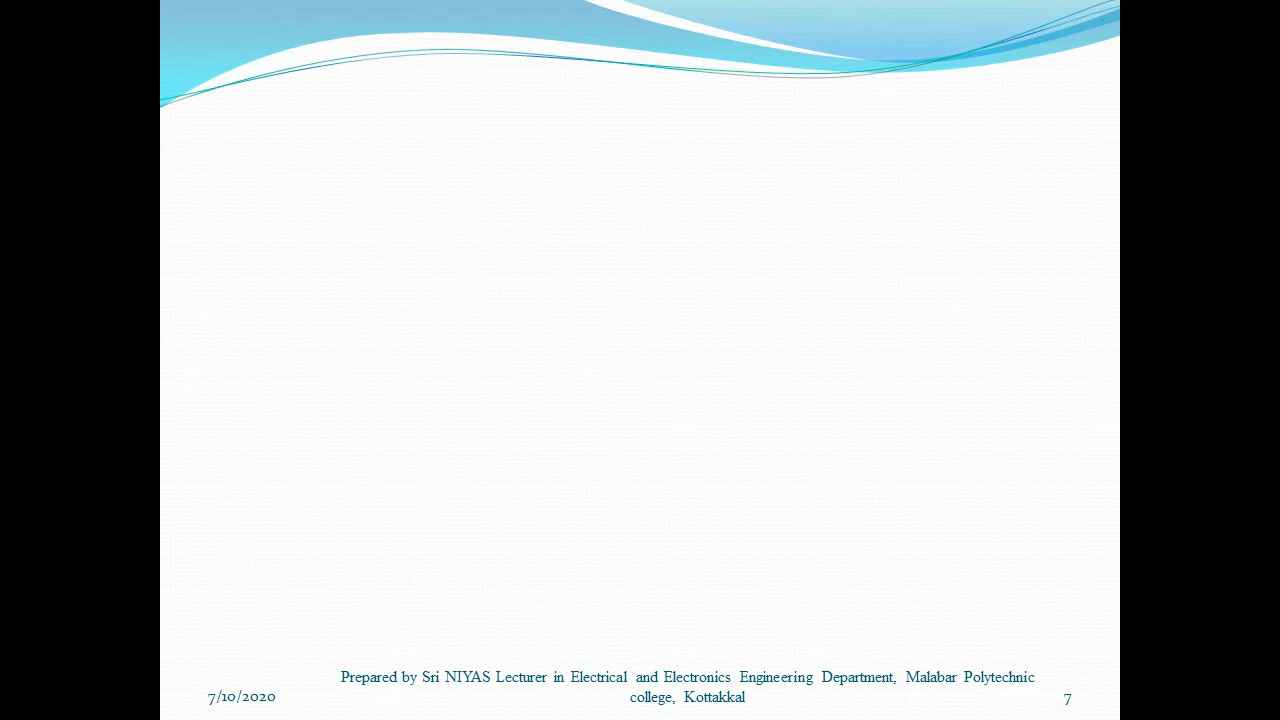 Prepared by Sri NIYAS Lecturer in Electrical and Electronics Engineering Department, Malabar Polytechnic
college, Kottakkal
7/10/2020
7